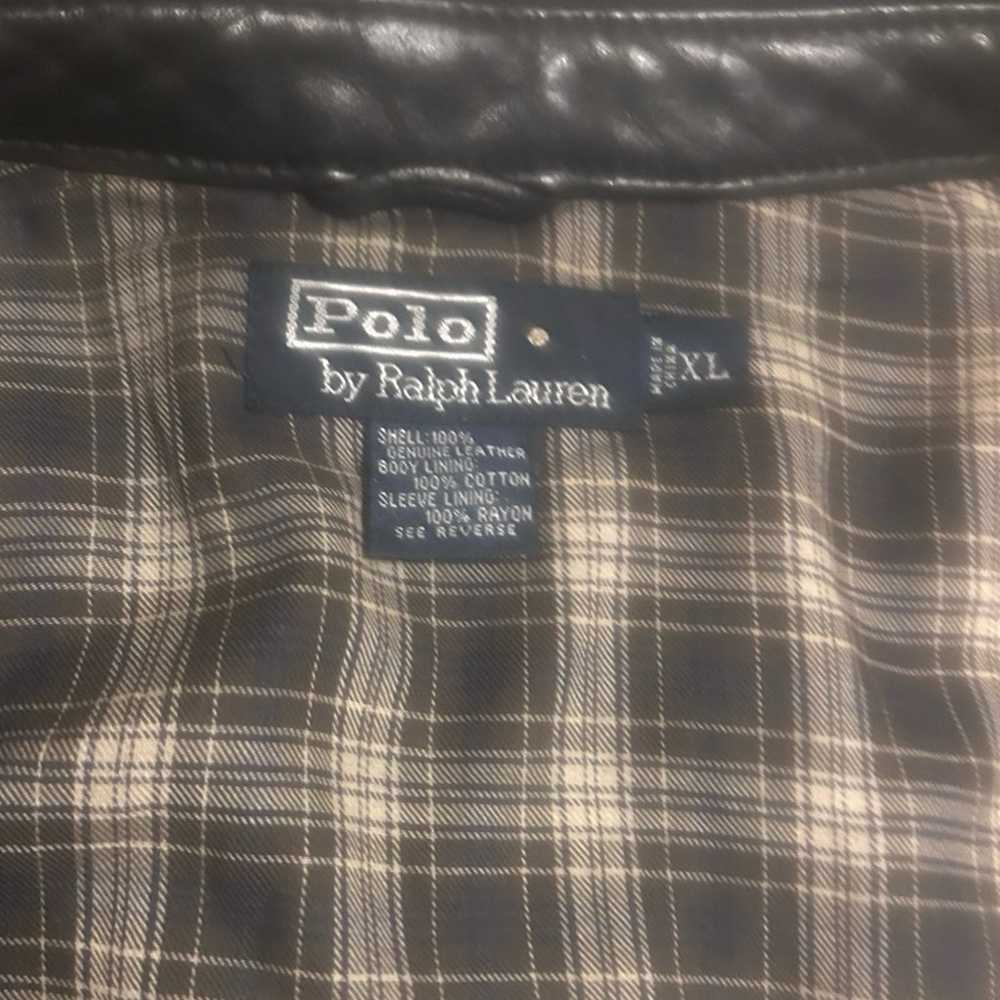 Polo
by Ralph Lauren
XL
SHELL: 100%
GENUINE LEATHER
BODY LINING:
100% COTTON
SLEEVE LINING:
100% RAYON
SEE REVERSE